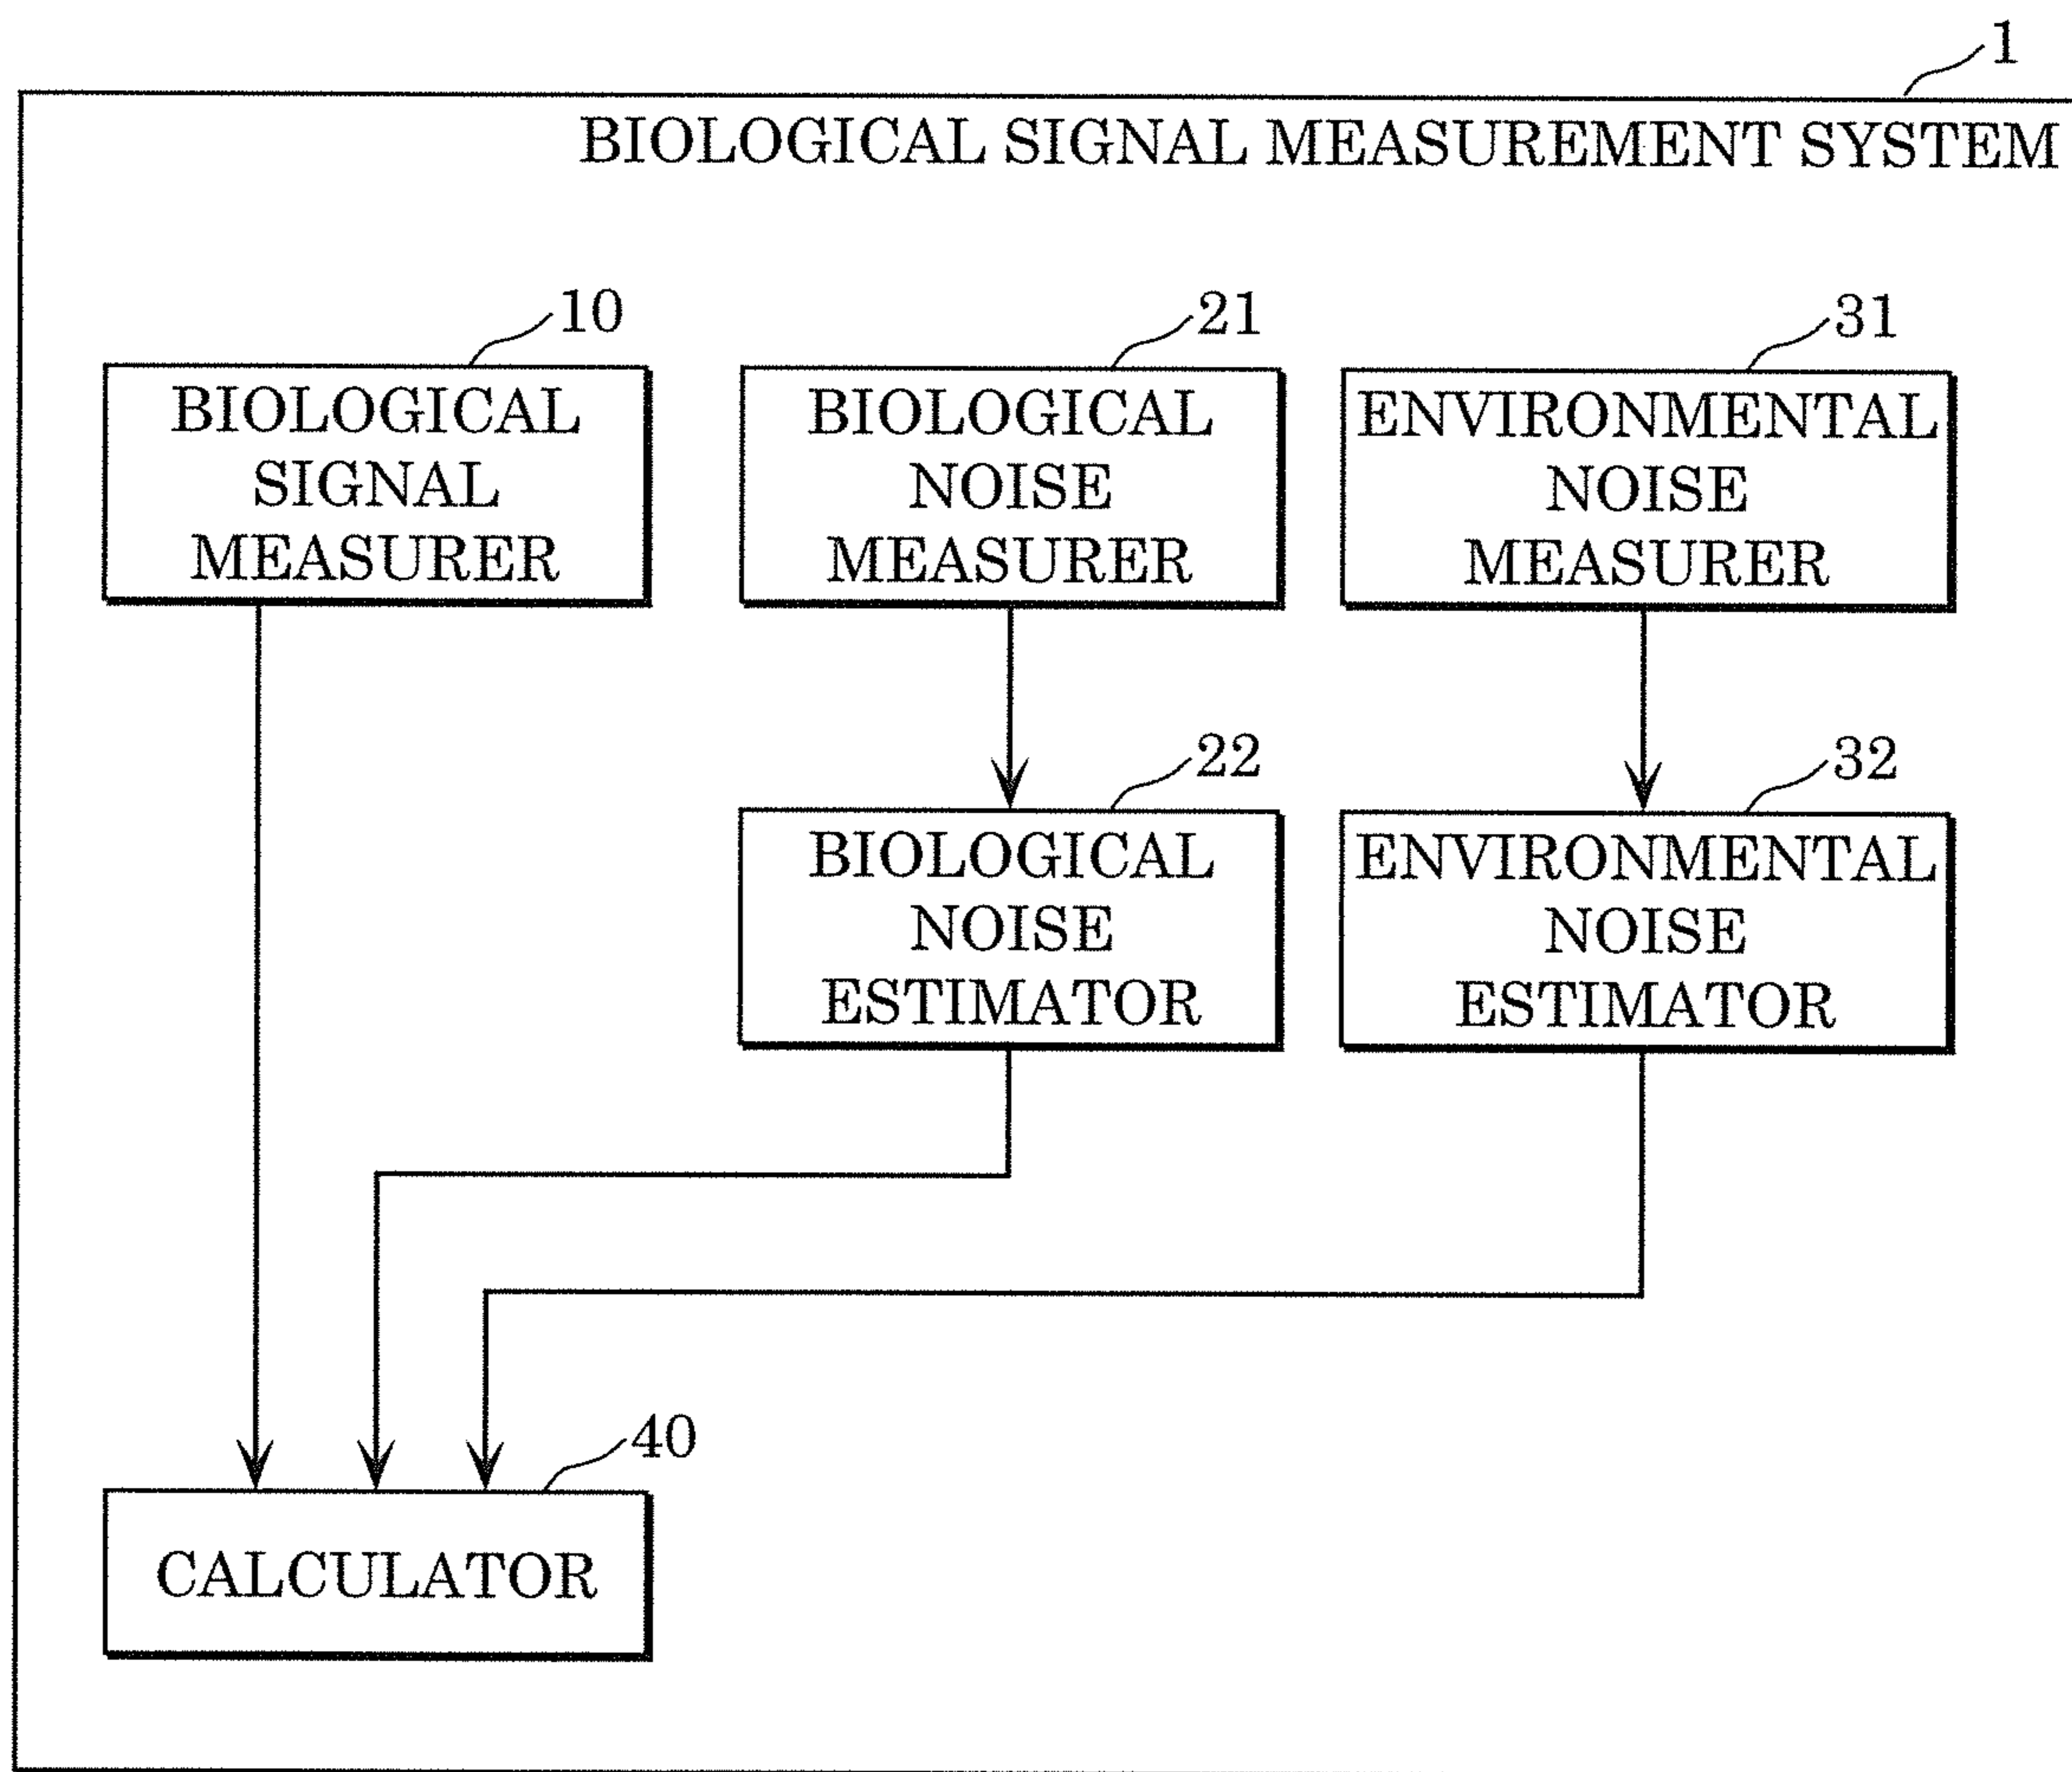 1
BIOLOGICAL SIGNAL MEASUREMENT SYSTEM
10
BIOLOGICAL
SIGNAL
MEASURER
21
BIOLOGICAL
NOISE
MEASURER
31
ENVIRONMENTAL
NOISE
MEASURER
22
BIOLOGICAL
NOISE
ESTIMATOR
32
ENVIRONMENTAL
NOISE
ESTIMATOR
40
CALCULATOR